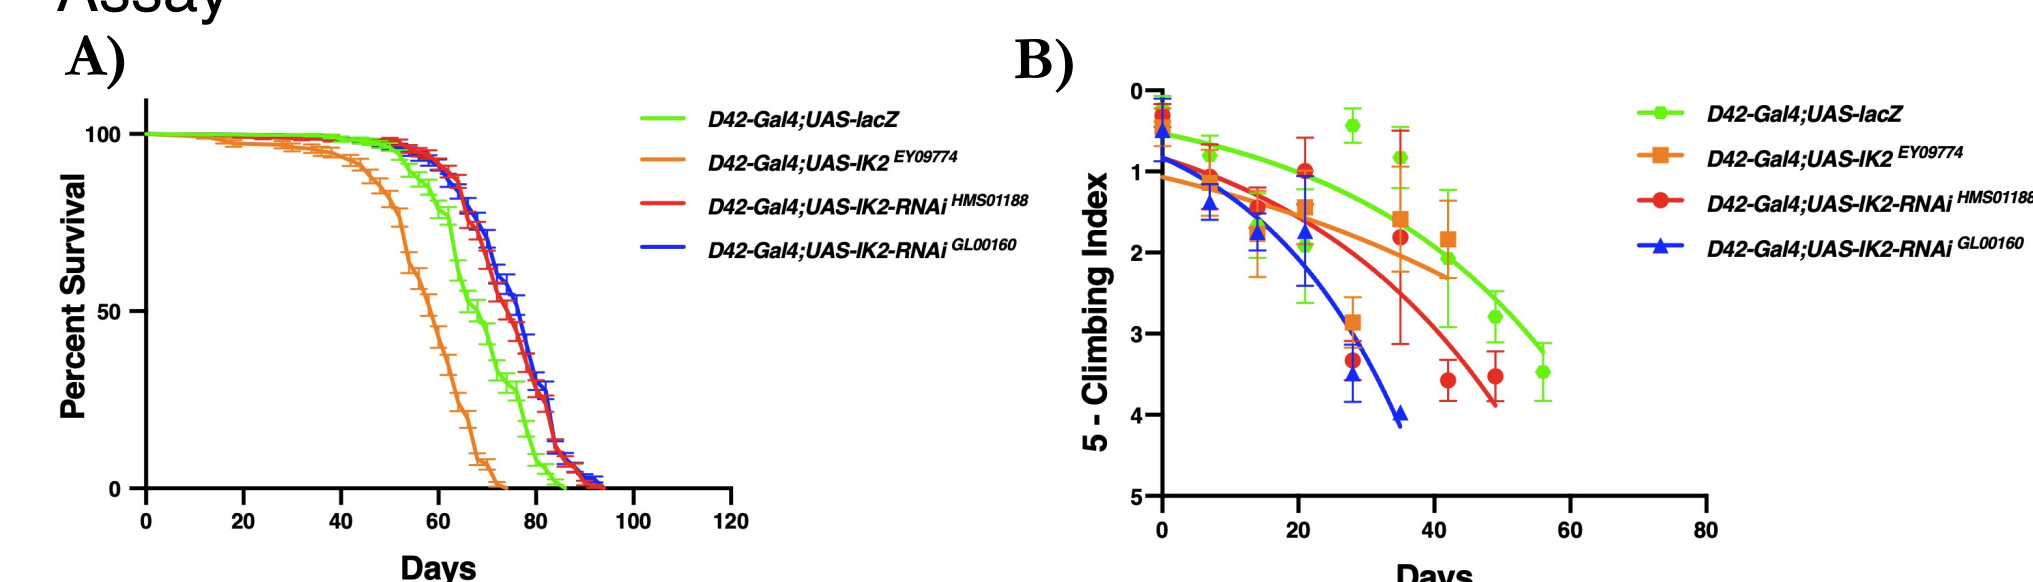 Assay
A)
Percent Survival
100
50
0
0 20 40 60 80 100 120
Days
D42-Gal4;UAS-lacZ
D42-Gal4;UAS-IK2 EY09774
D42-Gal4;UAS-IK2-RNAi HMS01188
D42-Gal4;UAS-IK2-RNAi GL00160
B)
5 - Climbing Index
0
1
2
3
4
5
0 20 40 60 80
Days
D42-Gal4;UAS-lacZ
D42-Gal4;UAS-IK2 EY09774
D42-Gal4;UAS-IK2-RNAi HMS01188
D42-Gal4;UAS-IK2-RNAi GL00160